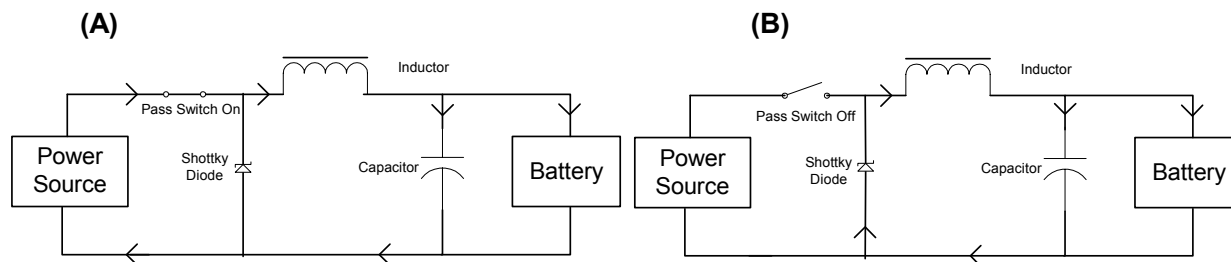 (A)
Inductor
Pass Switch On
Power
Source
Shottky
Diode
Capacitor
Battery
(B)
Inductor
Pass Switch Off
Power
Source
Shottky
Diode
Capacitor
Battery